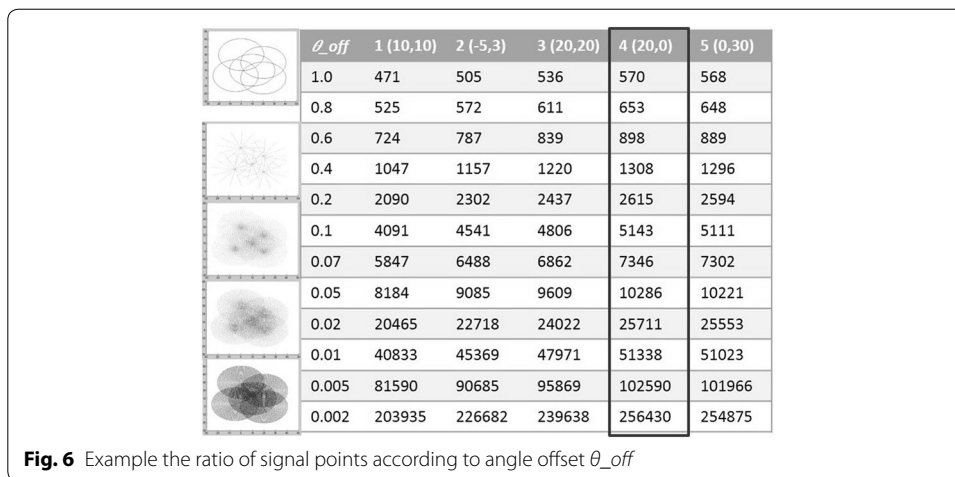 θ_off 1 (10,10) 2 (-5,3) 3 (20,20) 4 (20,0) 5 (0,30)
1.0 471 505 536 570 568
0.8 525 572 611 653 648
0.6 724 787 839 898 889
0.4 1047 1157 1220 1308 1296
0.2 2090 2302 2437 2615 2594
0.1 4091 4541 4806 5143 5111
0.07 5847 6488 6862 7346 7302
0.05 8184 9085 9609 10286 10221
0.02 20465 22718 24022 25711 25553
0.01 40833 45369 47971 51338 51023
0.005 81590 90685 95869 102590 101966
0.002 203935 226682 239638 256430 254875
Fig. 6 Example the ratio of signal points according to angle offset θ_off